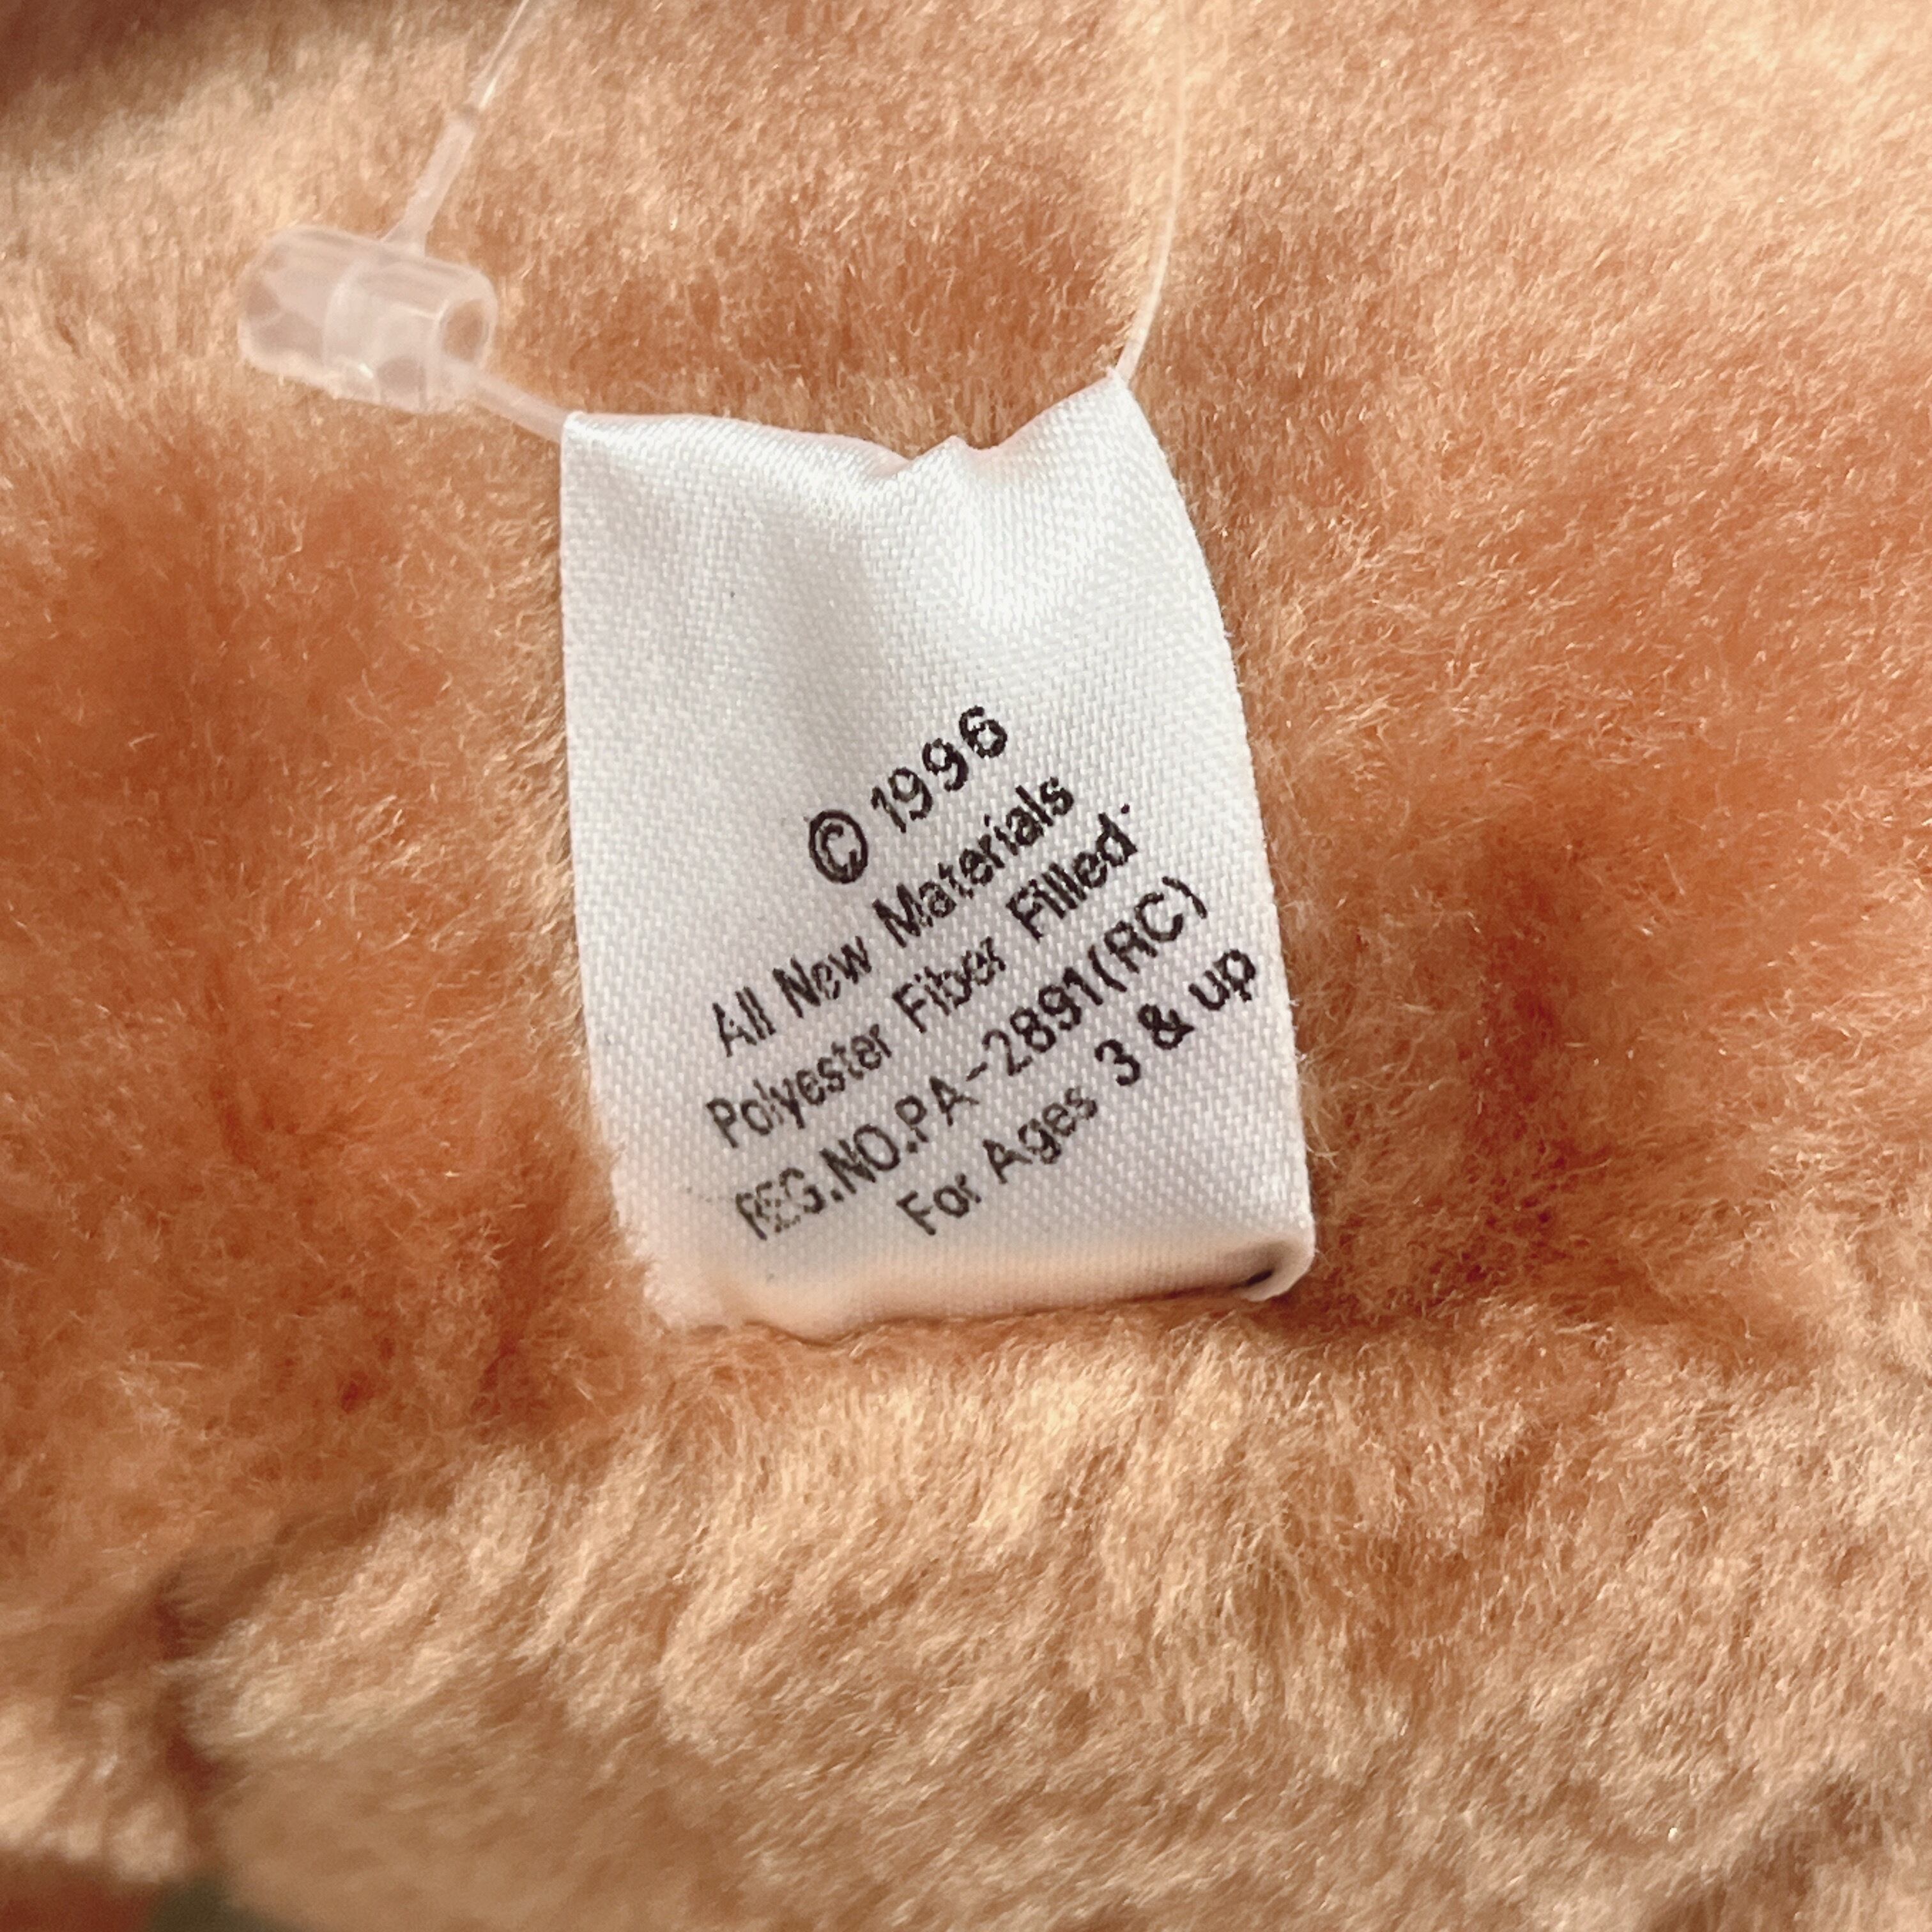 © 1996
All New Materials
Polyester Fiber Filled
REG.NO.PA-2891(RC)
For Ages 3 & up